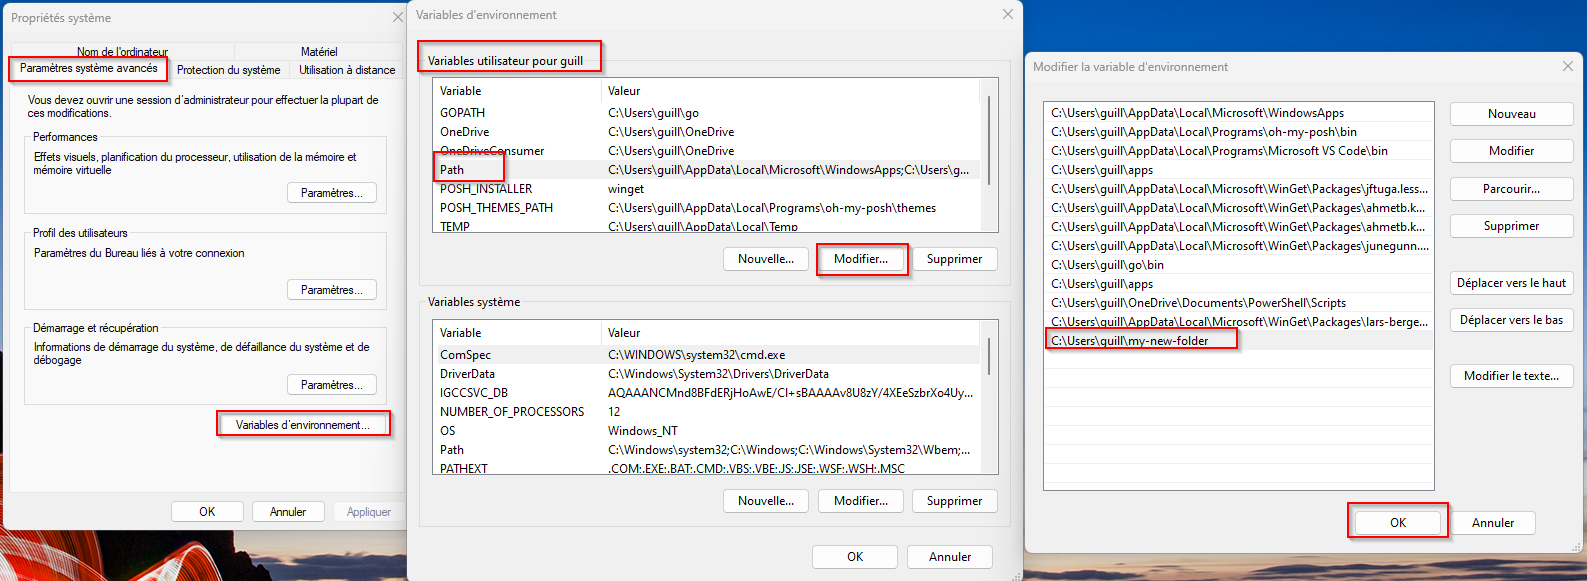 Propriétés système
Nom de l'ordinateur
Matériel
Paramètres système avancés
Protection du système
Utilisation à distance
Vous devez ouvrir une session d'administrateur pour effectuer la plupart de
ces modifications.
Performances
Effets visuels, planification du processeur, utilisation de la mémoire et
mémoire virtuelle
Paramètres...
Profil des utilisateurs
Paramètres du Bureau liés à votre connexion
Paramètres...
Démarrage et récupération
Informations de démarrage du système, de défaillance du système et de
débogage
Paramètres...
Variables d'environnement...
OK
Annuler
Appliquer
Variables d'environnement
Variables utilisateur pour guill
Variable Valeur
GOPATH C:\Users\guill\go
OneDrive C:\Users\guill\OneDrive
OneDriveConsumer C:\Users\guill\OneDrive
Path C:\Users\guill\AppData\Local\Microsoft\WindowsApps;C:\Users\g...
POSH_INSTALLER winget
POSH_THEMES_PATH C:\Users\guill\AppData\Local\Programs\oh-my-posh\themes
TEMP C:\Users\guill\AppData\Local\Temp
Nouvelle...
Modifier...
Supprimer
Variables système
Variable Valeur
ComSpec C:\WINDOWS\system32\cmd.exe
DriverData C:\Windows\System32\Drivers\DriverData
IGCCSVC_DB AQAAANCMnd8BFdERjHoAwE/Cl+sBAAAAv8U8zY/4XEeSzbrXo4Uy...
NUMBER_OF_PROCESSORS 12
OS Windows_NT
Path C:\Windows\system32;C:\Windows;C:\Windows\System32\Wbem;...
PATHEXT .COM;.EXE;.BAT;.CMD;.VBS;.VBE;.JS;.JSE;.WSF;.WSH;.MSC
Nouvelle...
Modifier...
Supprimer
OK
Annuler
Modifier la variable d'environnement
C:\Users\guill\AppData\Local\Microsoft\WindowsApps
C:\Users\guill\AppData\Local\Programs\oh-my-posh\bin
C:\Users\guill\AppData\Local\Programs\Microsoft VS Code\bin
C:\Users\guill\apps
C:\Users\guill\AppData\Local\Microsoft\WinGet\Packages\jftuga.less...
C:\Users\guill\AppData\Local\Microsoft\WinGet\Packages\ahmetb.k...
C:\Users\guill\AppData\Local\Microsoft\WinGet\Packages\ahmetb.k...
C:\Users\guill\AppData\Local\Microsoft\WinGet\Packages\junegunn....
C:\Users\guill\go\bin
C:\Users\guill\apps
C:\Users\guill\OneDrive\Documents\PowerShell\Scripts
C:\Users\guill\AppData\Local\Microsoft\WinGet\Packages\lars-berge...
C:\Users\guill\my-new-folder
Nouveau
Modifier
Parcourir...
Supprimer
Déplacer vers le haut
Déplacer vers le bas
Modifier le texte...
OK
Annuler